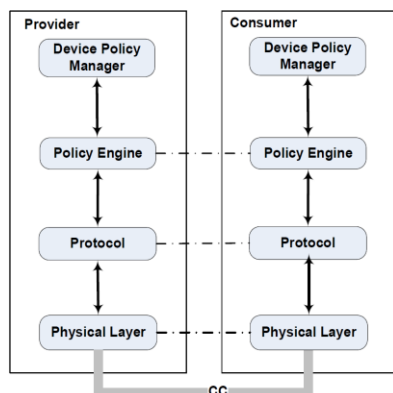 Provider
Device Policy
Manager
Policy Engine
Protocol
Physical Layer
Consumer
Device Policy
Manager
Policy Engine
Protocol
Physical Layer
CC